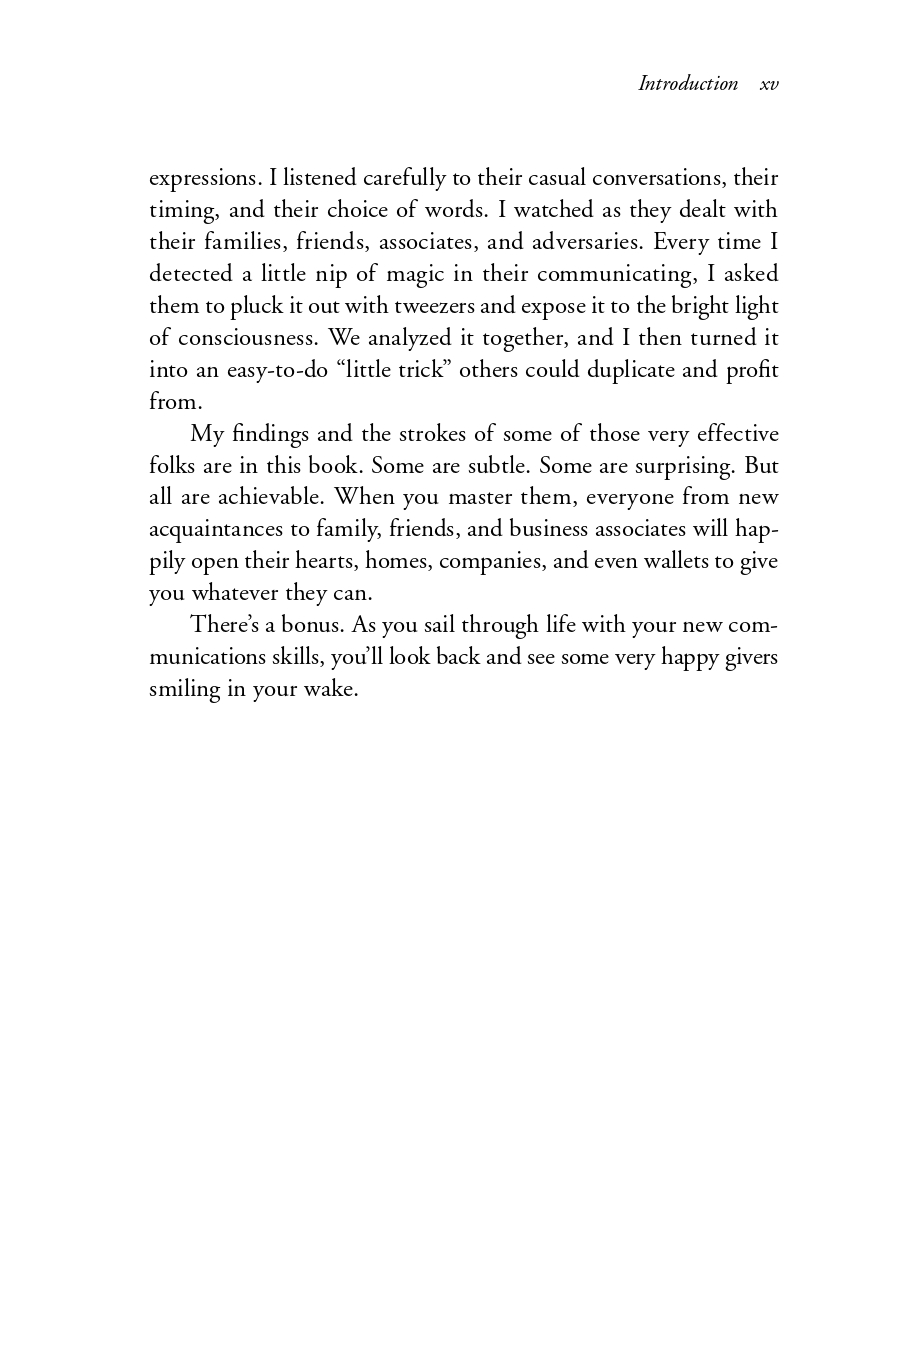 Introduction xv
expressions. I listened carefully to their casual conversations, their
timing, and their choice of words. I watched as they dealt with
their families, friends, associates, and adversaries. Every time I
detected a little nip of magic in their communicating, I asked
them to pluck it out with tweezers and expose it to the bright light
of consciousness. We analyzed it together, and I then turned it
into an easy-to-do “little trick” others could duplicate and profit
from.
My findings and the strokes of some of those very effective
folks are in this book. Some are subtle. Some are surprising. But
all are achievable. When you master them, everyone from new
acquaintances to family, friends, and business associates will hap-
pily open their hearts, homes, companies, and even wallets to give
you whatever they can.
There’s a bonus. As you sail through life with your new com-
munications skills, you’ll look back and see some very happy givers
smiling in your wake.